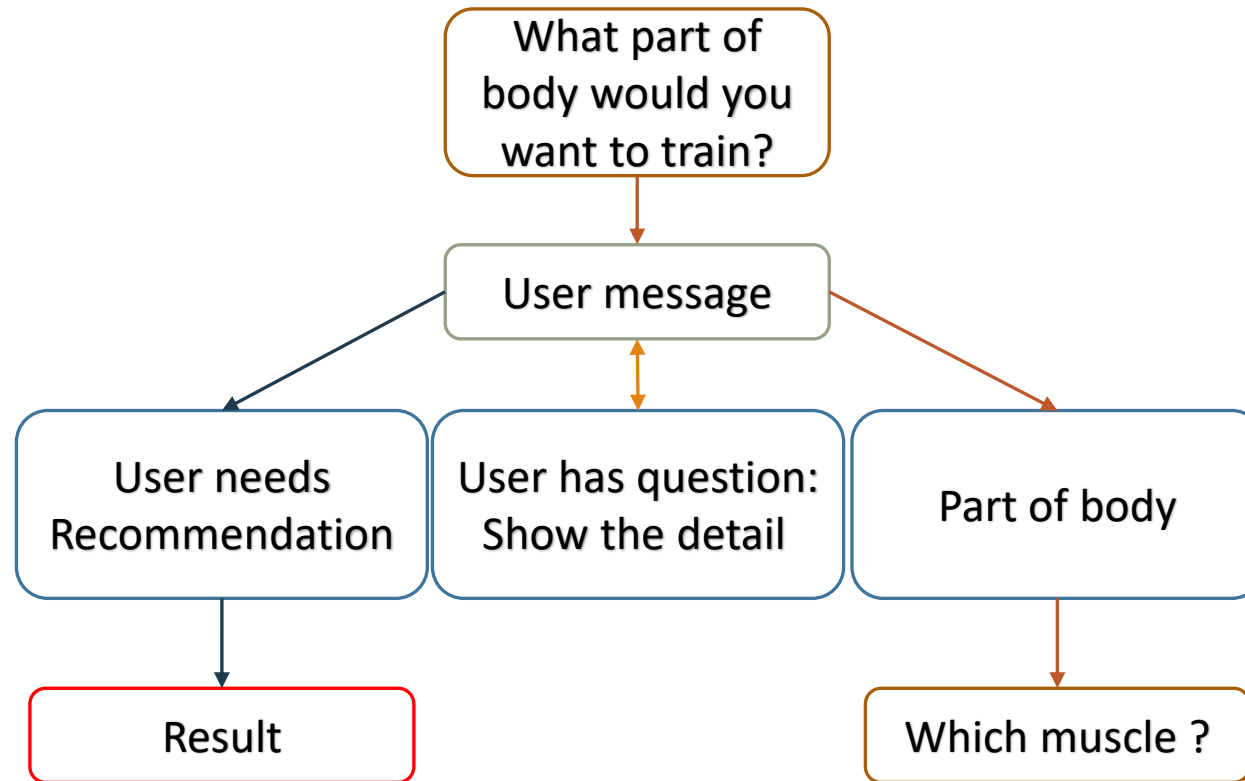 What part of
body would you
want to train?
User message
User needs
Recommendation
User has question:
Show the detail
Part of body
Result
Which muscle ?